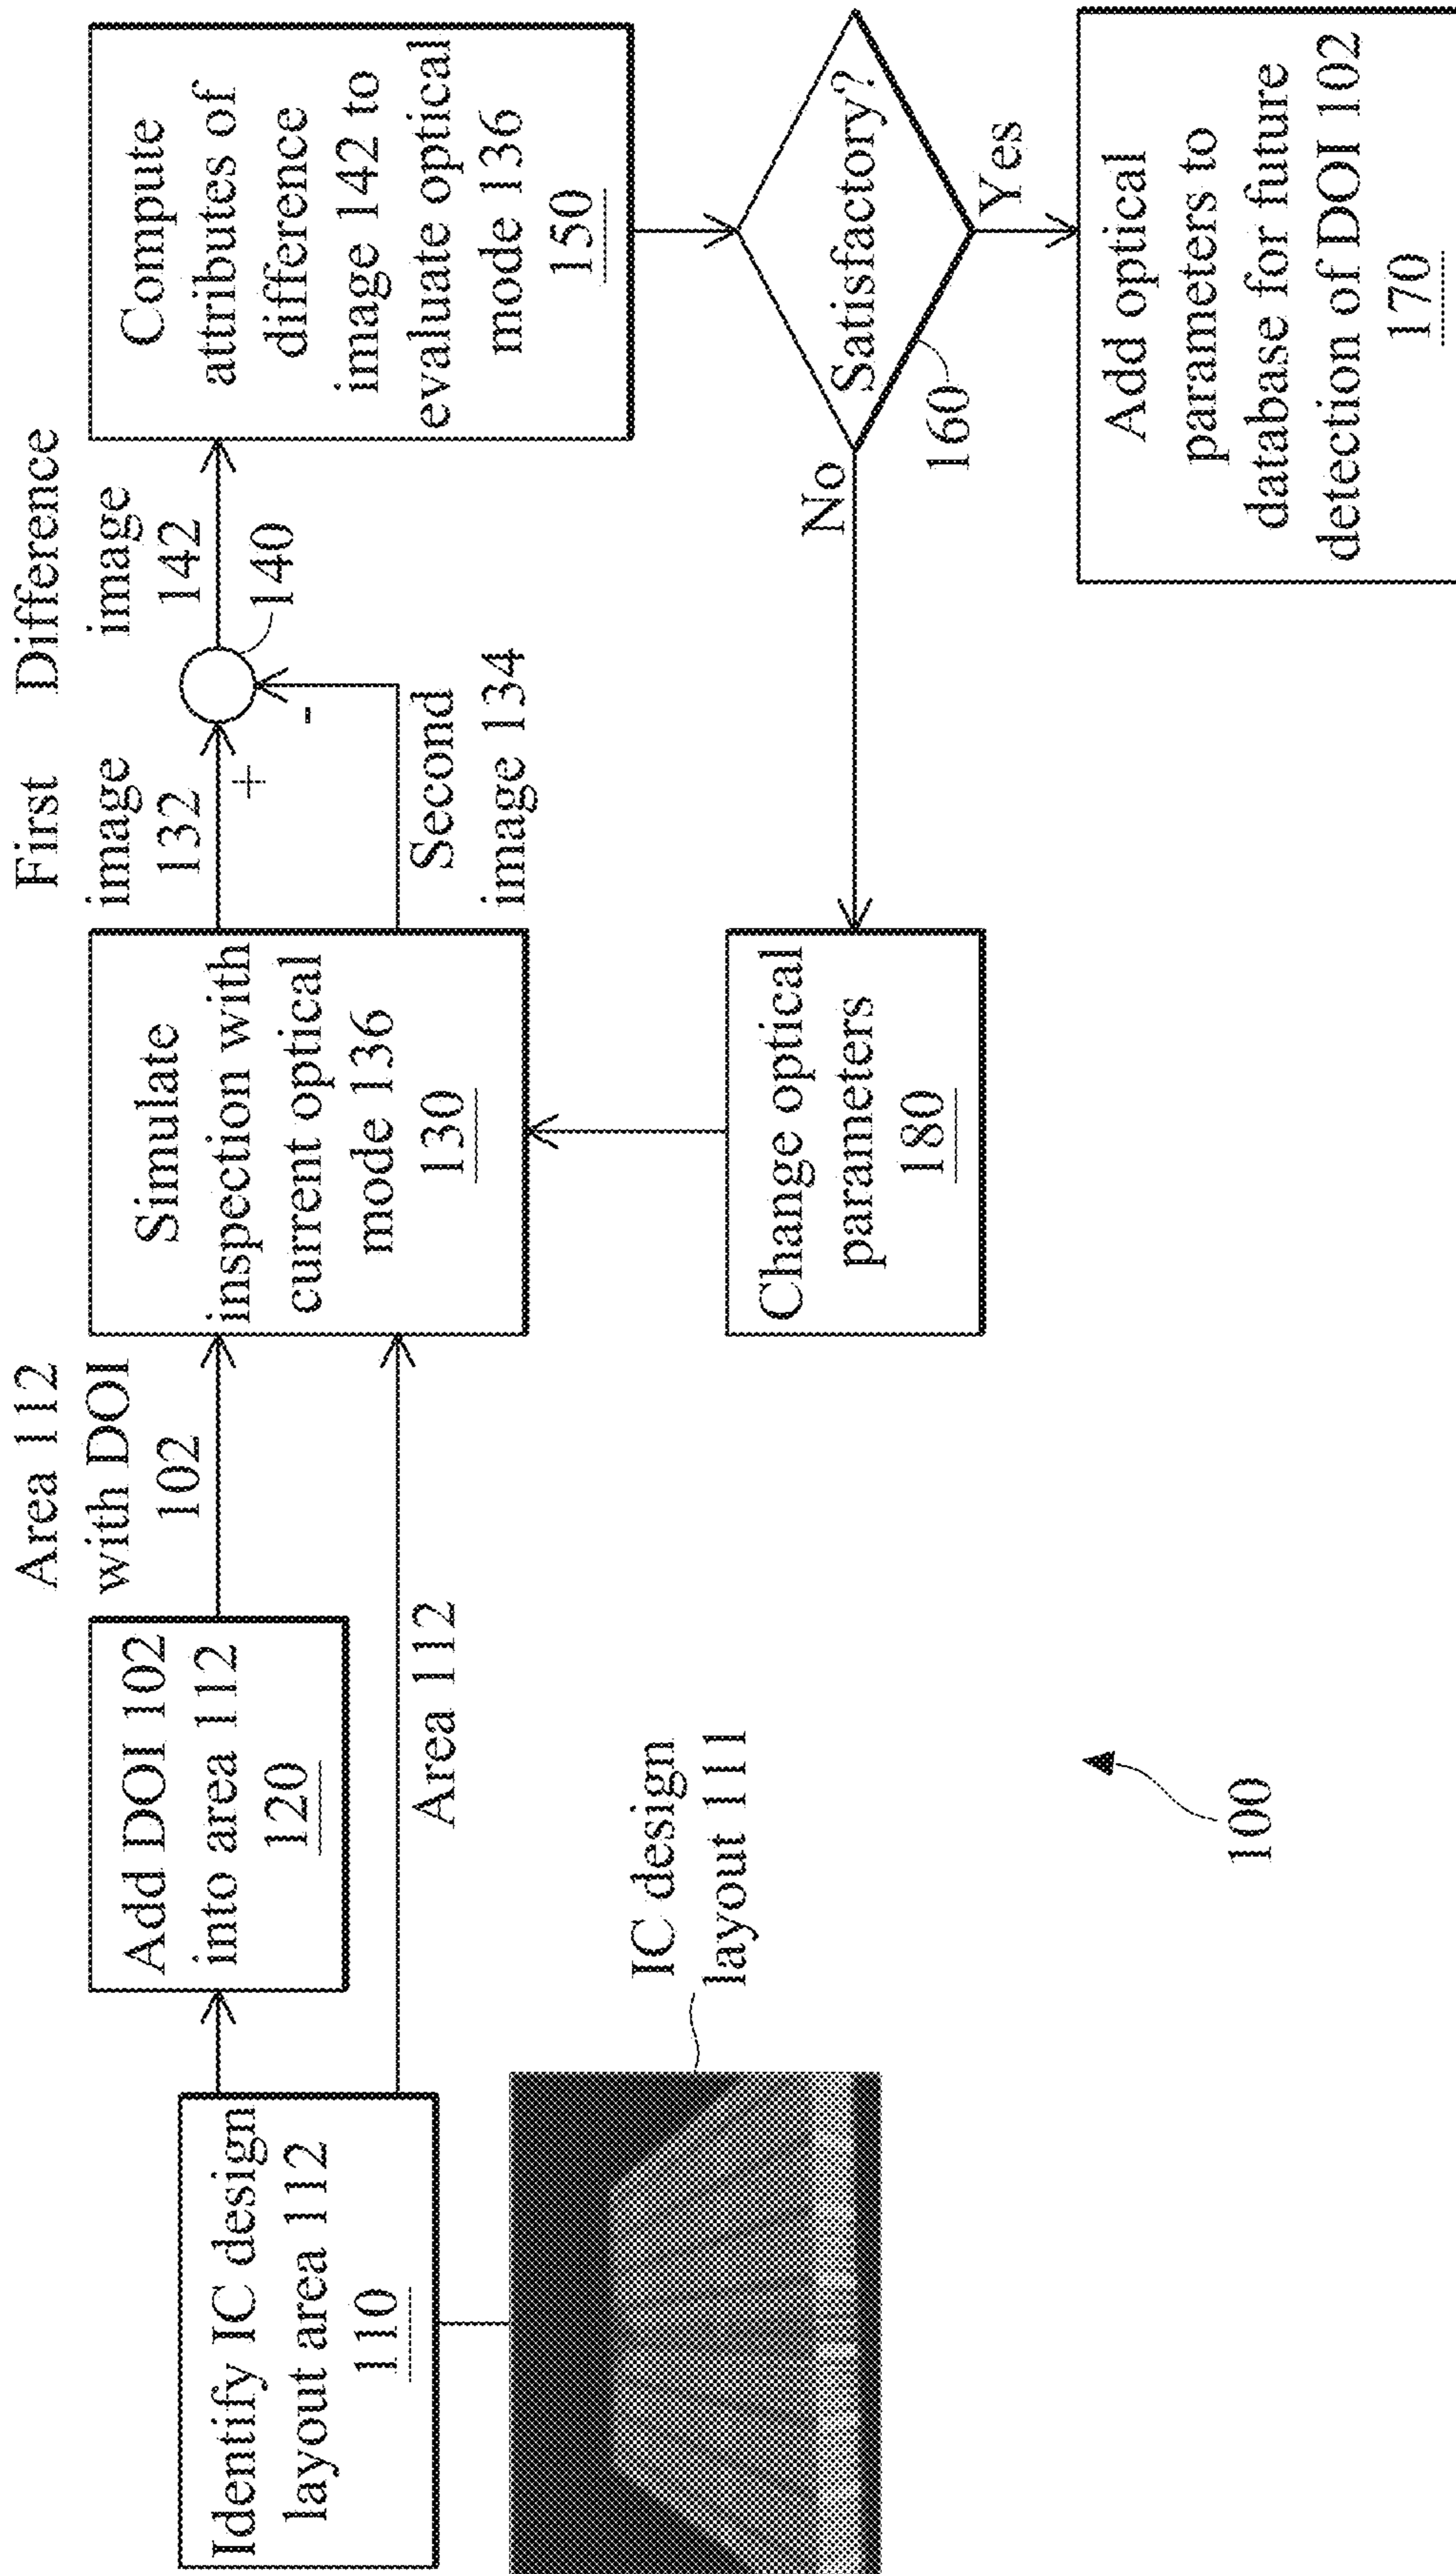 Identify IC design
layout area 112
110
IC design
layout 111
Add DOI 102
into area 112
120
Area 112
with DOI
102
Area 112
Simulate
inspection with
current optical
mode 136
130
First
image
132
+
Second
image 134
-
140
Difference
image
142
Compute
attributes of
difference
image 142 to
evaluate optical
mode 136
150
Satisfactory?
160
No
Yes
Change optical
parameters
180
Add optical
parameters to
database for future
detection of DOI 102
170
100